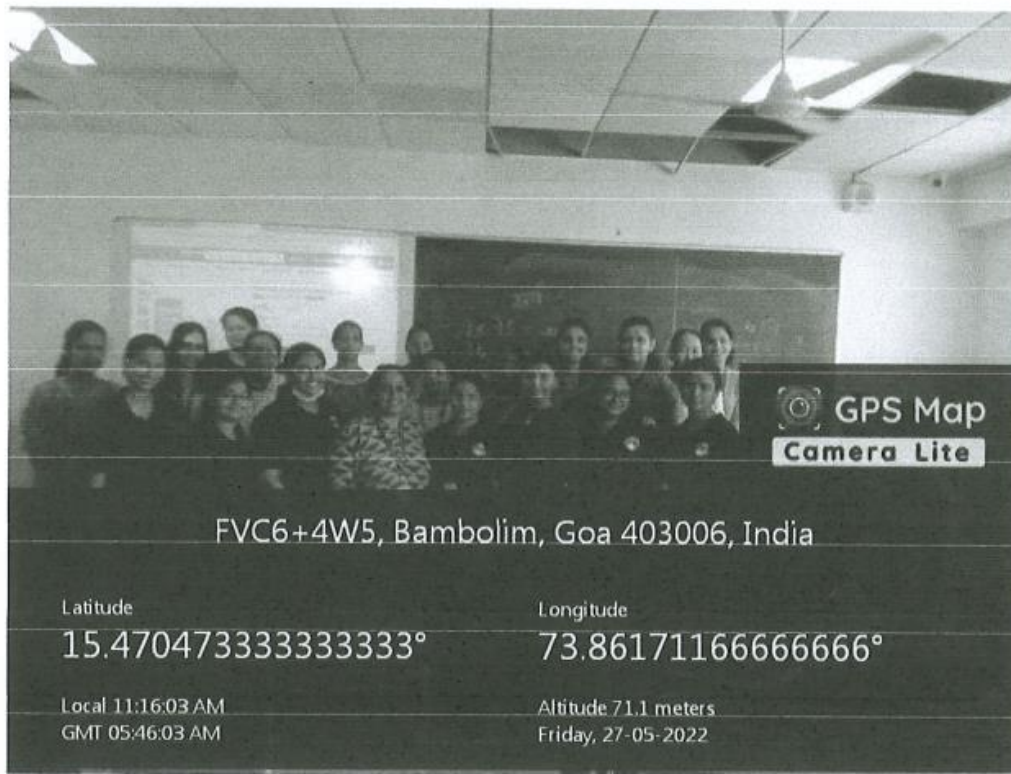 GPS Map
Camera Lite
FVC6+4W5, Bambolim, Goa 403006, India
Latitude
15.470473333333333°
Longitude
73.86171166666666°
Local 11:16:03 AM
GMT 05:46:03 AM
Altitude 71.1 meters
Friday, 27-05-2022